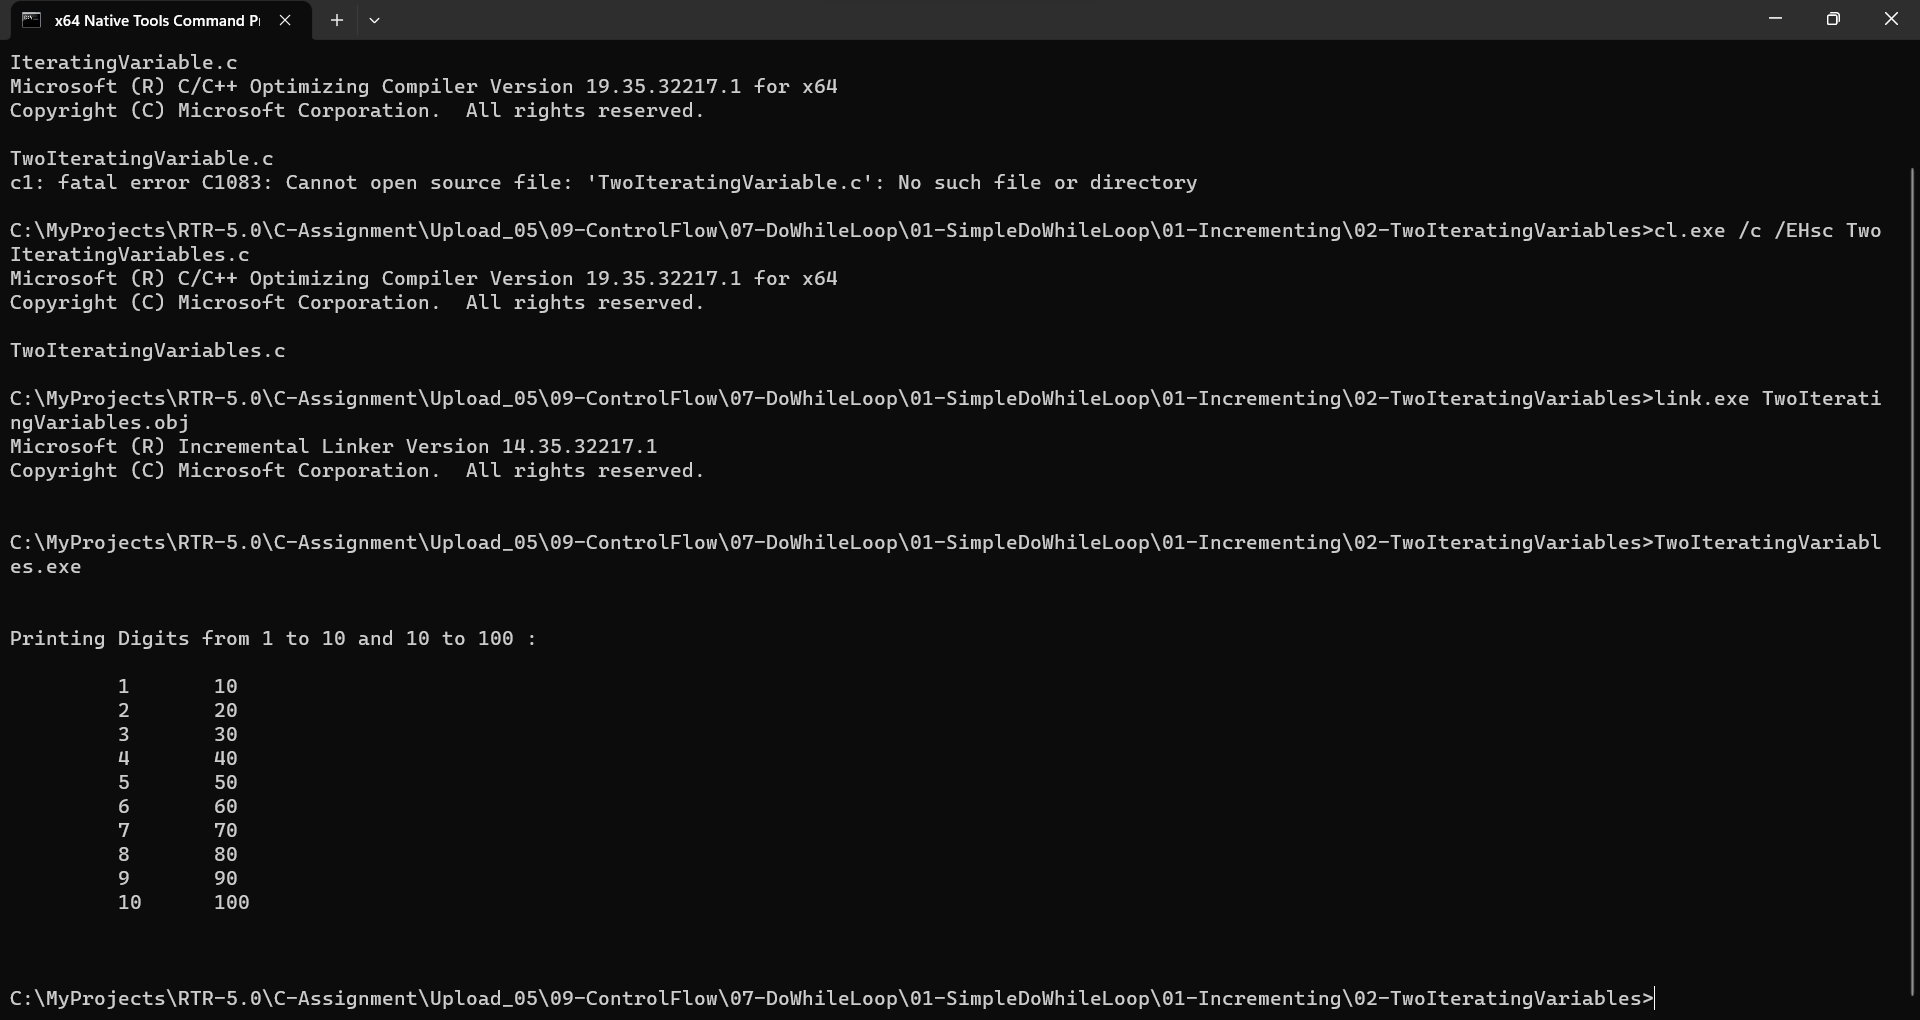 x64 Native Tools Command P
IteratingVariable.c
Microsoft (R) C/C++ Optimizing Compiler Version 19.35.32217.1 for x64
Copyright (C) Microsoft Corporation.  All rights reserved.
TwoIteratingVariable.c
c1: fatal error C1083: Cannot open source file: 'TwoIteratingVariable.c': No such file or directory
C:\MyProjects\RTR-5.0\C-Assignment\Upload_05\09-ControlFlow\07-DoWhileLoop\01-SimpleDoWhileLoop\01-Incrementing\02-TwoIteratingVariables>cl.exe /c /EHsc Two
IteratingVariables.c
Microsoft (R) C/C++ Optimizing Compiler Version 19.35.32217.1 for x64
Copyright (C) Microsoft Corporation.  All rights reserved.
TwoIteratingVariables.c
C:\MyProjects\RTR-5.0\C-Assignment\Upload_05\09-ControlFlow\07-DoWhileLoop\01-SimpleDoWhileLoop\01-Incrementing\02-TwoIteratingVariables>link.exe TwoIterati
ngVariables.obj
Microsoft (R) Incremental Linker Version 14.35.32217.1
Copyright (C) Microsoft Corporation.  All rights reserved.
C:\MyProjects\RTR-5.0\C-Assignment\Upload_05\09-ControlFlow\07-DoWhileLoop\01-SimpleDoWhileLoop\01-Incrementing\02-TwoIteratingVariables>TwoIteratingVariabl
es.exe
Printing Digits from 1 to 10 and 10 to 100 :
1 10
2 20
3 30
4 40
5 50
6 60
7 70
8 80
9 90
10 100
C:\MyProjects\RTR-5.0\C-Assignment\Upload_05\09-ControlFlow\07-DoWhileLoop\01-SimpleDoWhileLoop\01-Incrementing\02-TwoIteratingVariables>